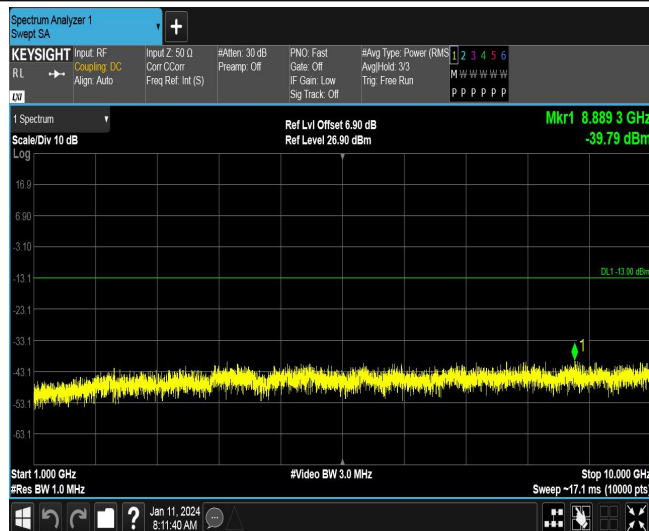 Spectrum Analyzer 1
Swept SA
+
KEYSIGHT
RL
LXI
Input: RF
Coupling: DC
Align: Auto
Input Z: 50 Ω
Corr CCorr
Freq Ref: Int (S)
#Atten: 30 dB
Preamp: Off
PNO: Fast
Gate: Off
IF Gain: Low
Sig Track: Off
#Avg Type: Power (RMS
Avg|Hold: 3/3
Trig: Free Run
1 2 3 4 5 6
M W W W W W
P P P P P P
1 Spectrum
Scale/Div 10 dB
Log
Ref Lvl Offset 6.90 dB
Ref Level 26.90 dBm
Mkr1 8.889 3 GHz
-39.79 dBm
16.9
6.90
-3.10
-13.1
-23.1
-33.1
-43.1
-53.1
-63.1
DL1 -13.00 dBm
1
Start 1.000 GHz
#Res BW 1.0 MHz
#Video BW 3.0 MHz
Stop 10.000 GHz
Sweep ~17.1 ms (10000 pts)
?
Jan 11, 2024
8:11:40 AM